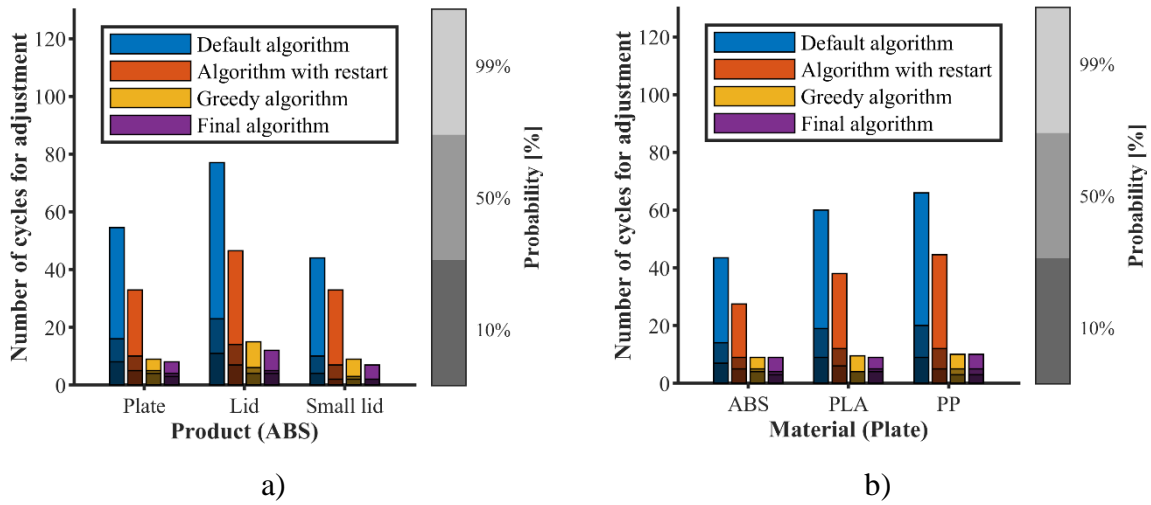 Number of cycles for adjustment
120
100
80
60
40
20
0
Default algorithm
Algorithm with restart
Greedy algorithm
Final algorithm
Plate
Lid
Small lid
Product (ABS)
99%
50%
10%
Probability [%]
a)
Number of cycles for adjustment
120
100
80
60
40
20
0
Default algorithm
Algorithm with restart
Greedy algorithm
Final algorithm
ABS
PLA
PP
Material (Plate)
99%
50%
10%
Probability [%]
b)